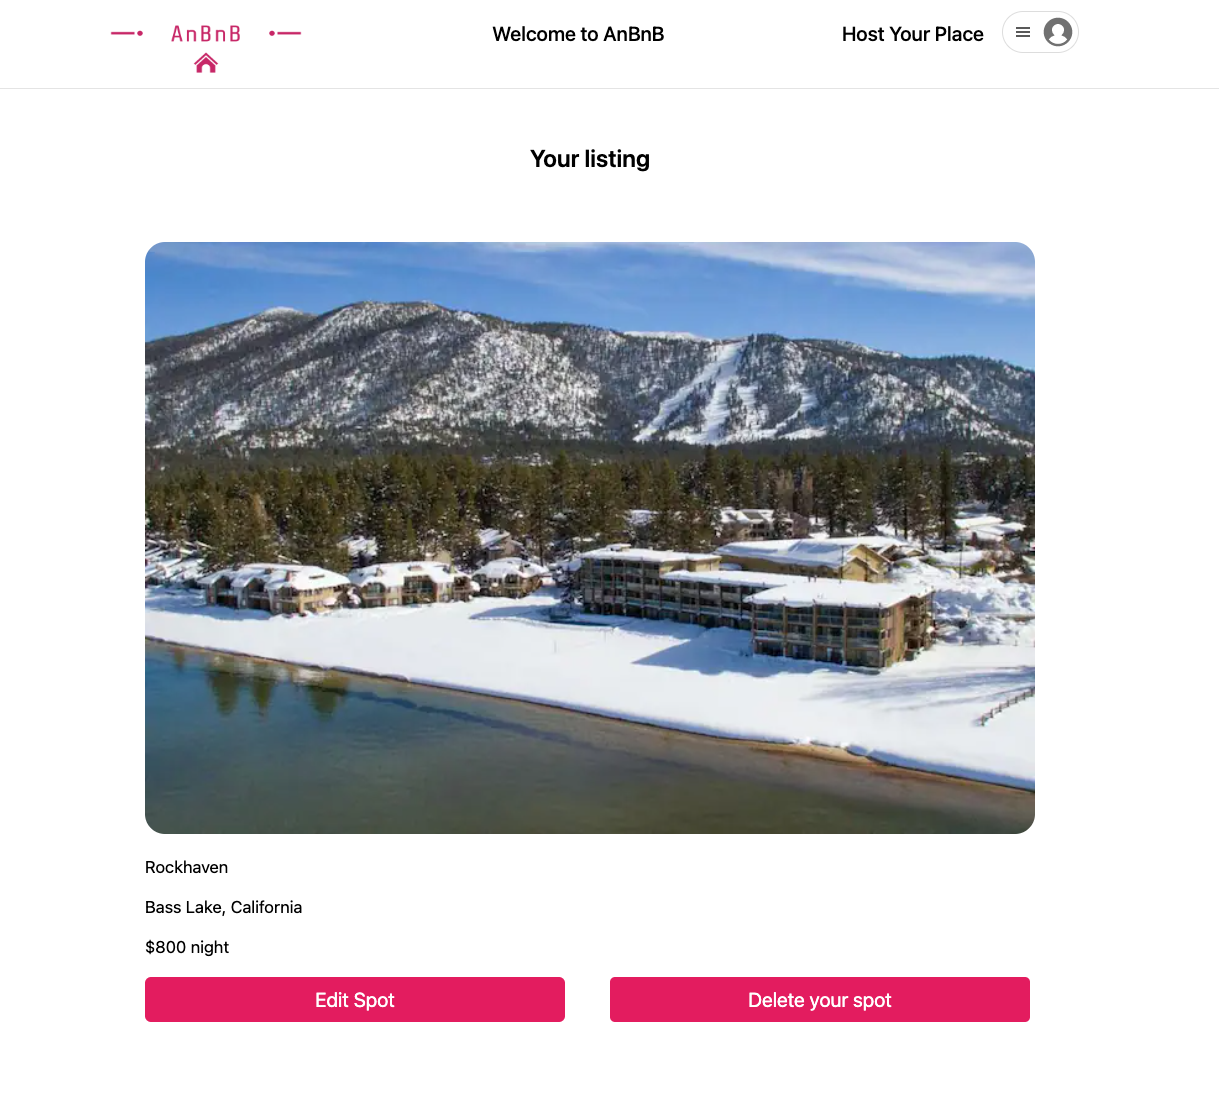 AnBnB
Welcome to AnBnB
Host Your Place
Your listing
Rockhaven
Bass Lake, California
$800 night
Edit Spot
Delete your spot